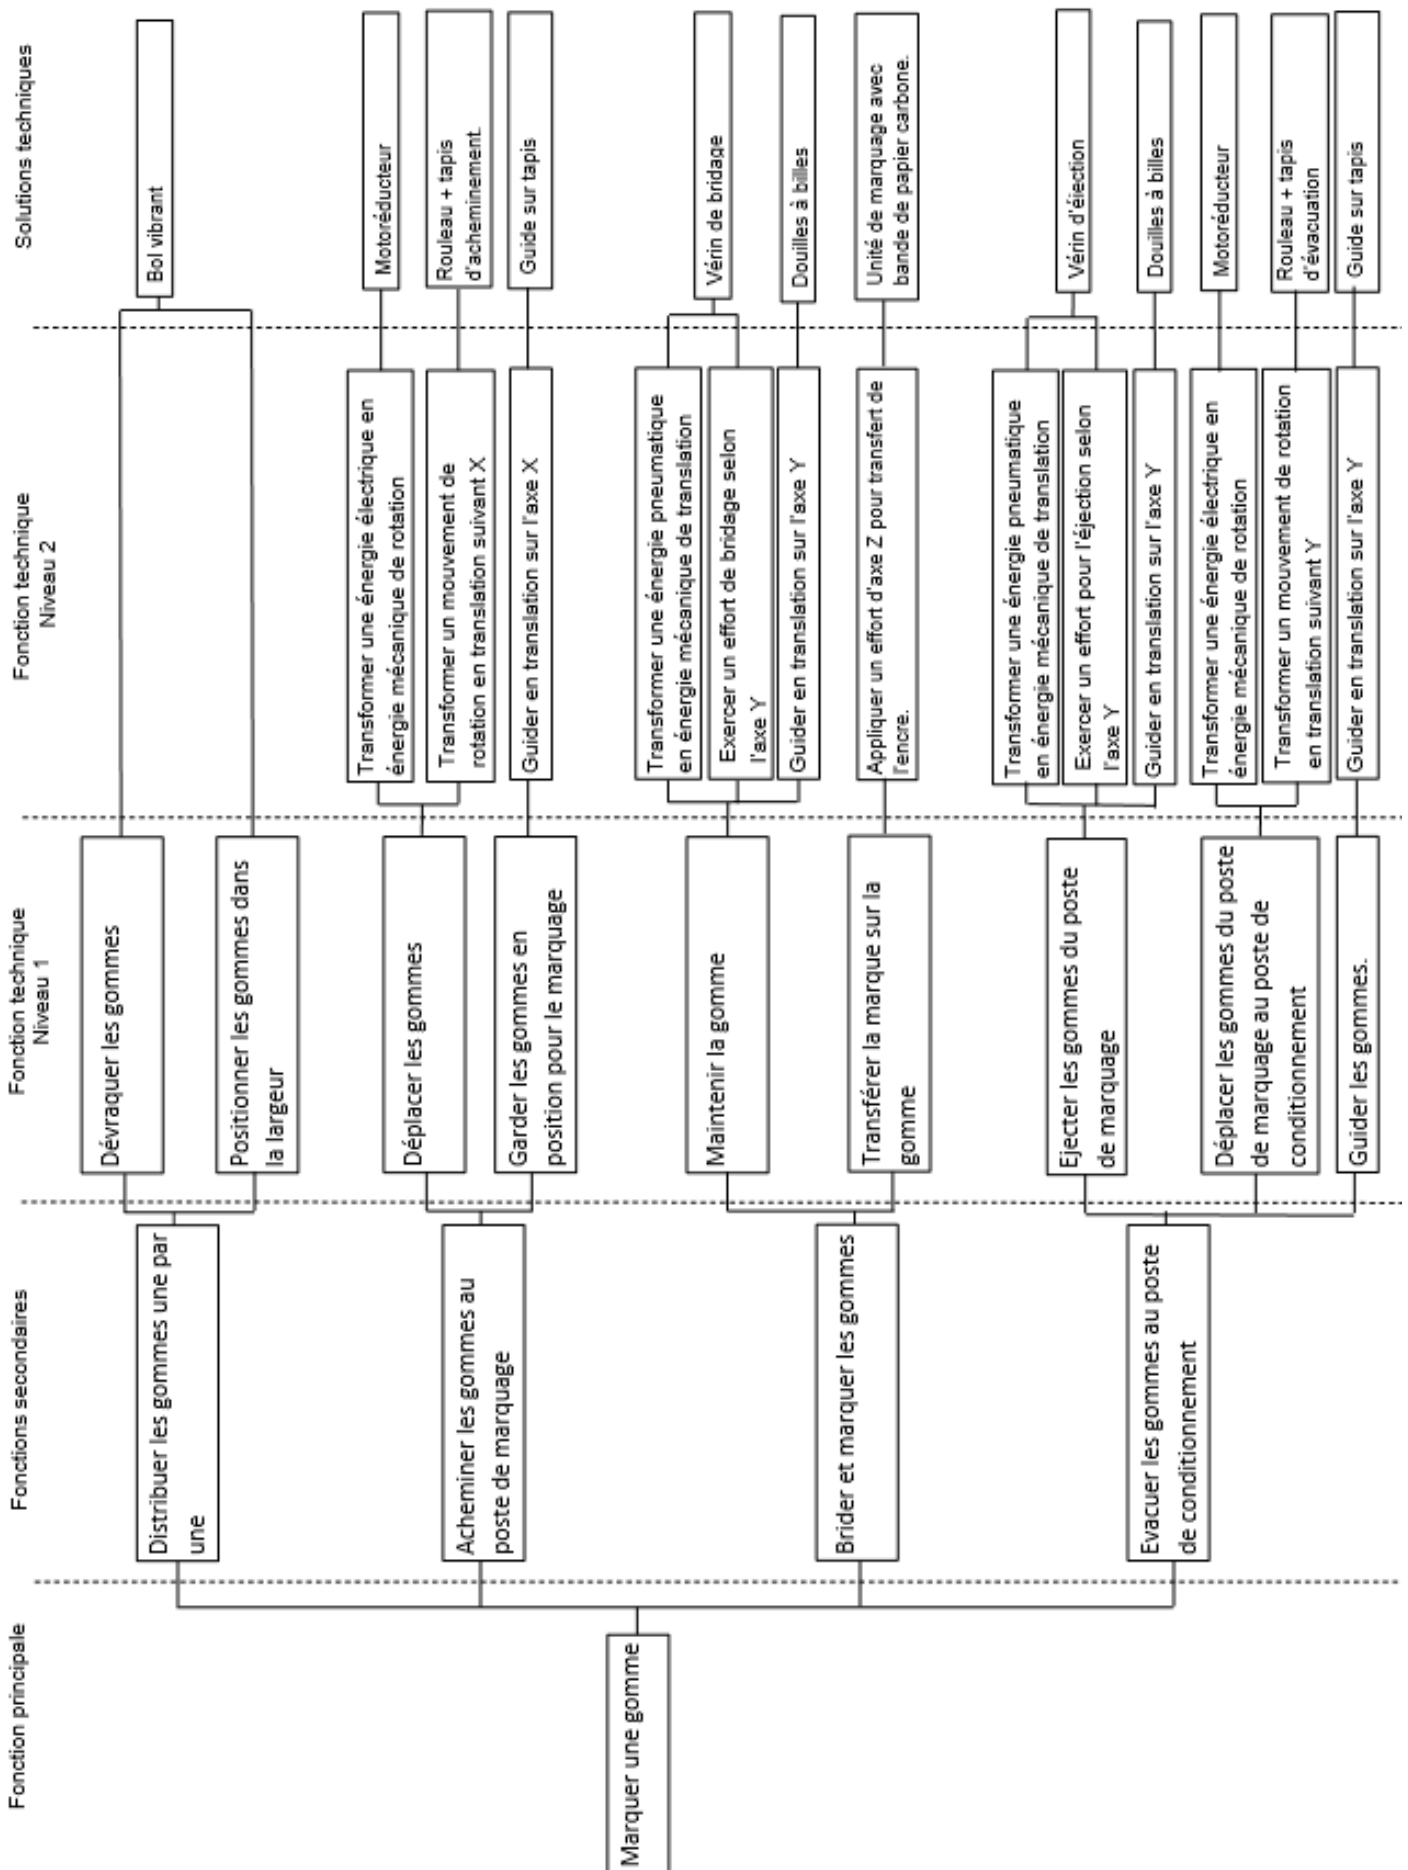 Fonction principale
Fonctions secondaires
Fonction technique
Niveau 1
Fonction technique
Niveau 2
Solutions techniques
Marquer une gomme
Distribuer les gommes une par
une
Dévraquer les gommes
Positionner les gommes dans
la largeur
Bol vibrant
Acheminer les gommes au
poste de marquage
Déplacer les gommes
Transformer une énergie électrique en
énergie mécanique de rotation
Motoréducteur
Transformer un mouvement de
rotation en translation suivant X
Rouleau + tapis
d'acheminement.
Garder les gommes en
position pour le marquage
Guider en translation sur l'axe X
Guide sur tapis
Brider et marquer les gommes
Maintenir la gomme
Transformer une énergie pneumatique
en énergie mécanique de translation
Exercer un effort de bridage selon
l'axe Y
Vérin de bridage
Guider en translation sur l'axe Y
Douilles à billes
Transférer la marque sur la
gomme
Appliquer un effort d'axe Z pour transfert de
l'encre.
Unité de marquage avec
bande de papier carbone.
Evacuer les gommes au poste
de conditionnement
Ejecter les gommes du poste
de marquage
Transformer une énergie pneumatique
en énergie mécanique de translation
Exercer un effort pour l'éjection selon
l'axe Y
Vérin d'éjection
Guider en translation sur l'axe Y
Douilles à billes
Déplacer les gommes du poste
de marquage au poste de
conditionnement
Transformer une énergie électrique en
énergie mécanique de rotation
Motoréducteur
Transformer un mouvement de rotation
en translation suivant Y
Rouleau + tapis
d'évacuation
Guider les gommes.
Guider en translation sur l'axe Y
Guide sur tapis